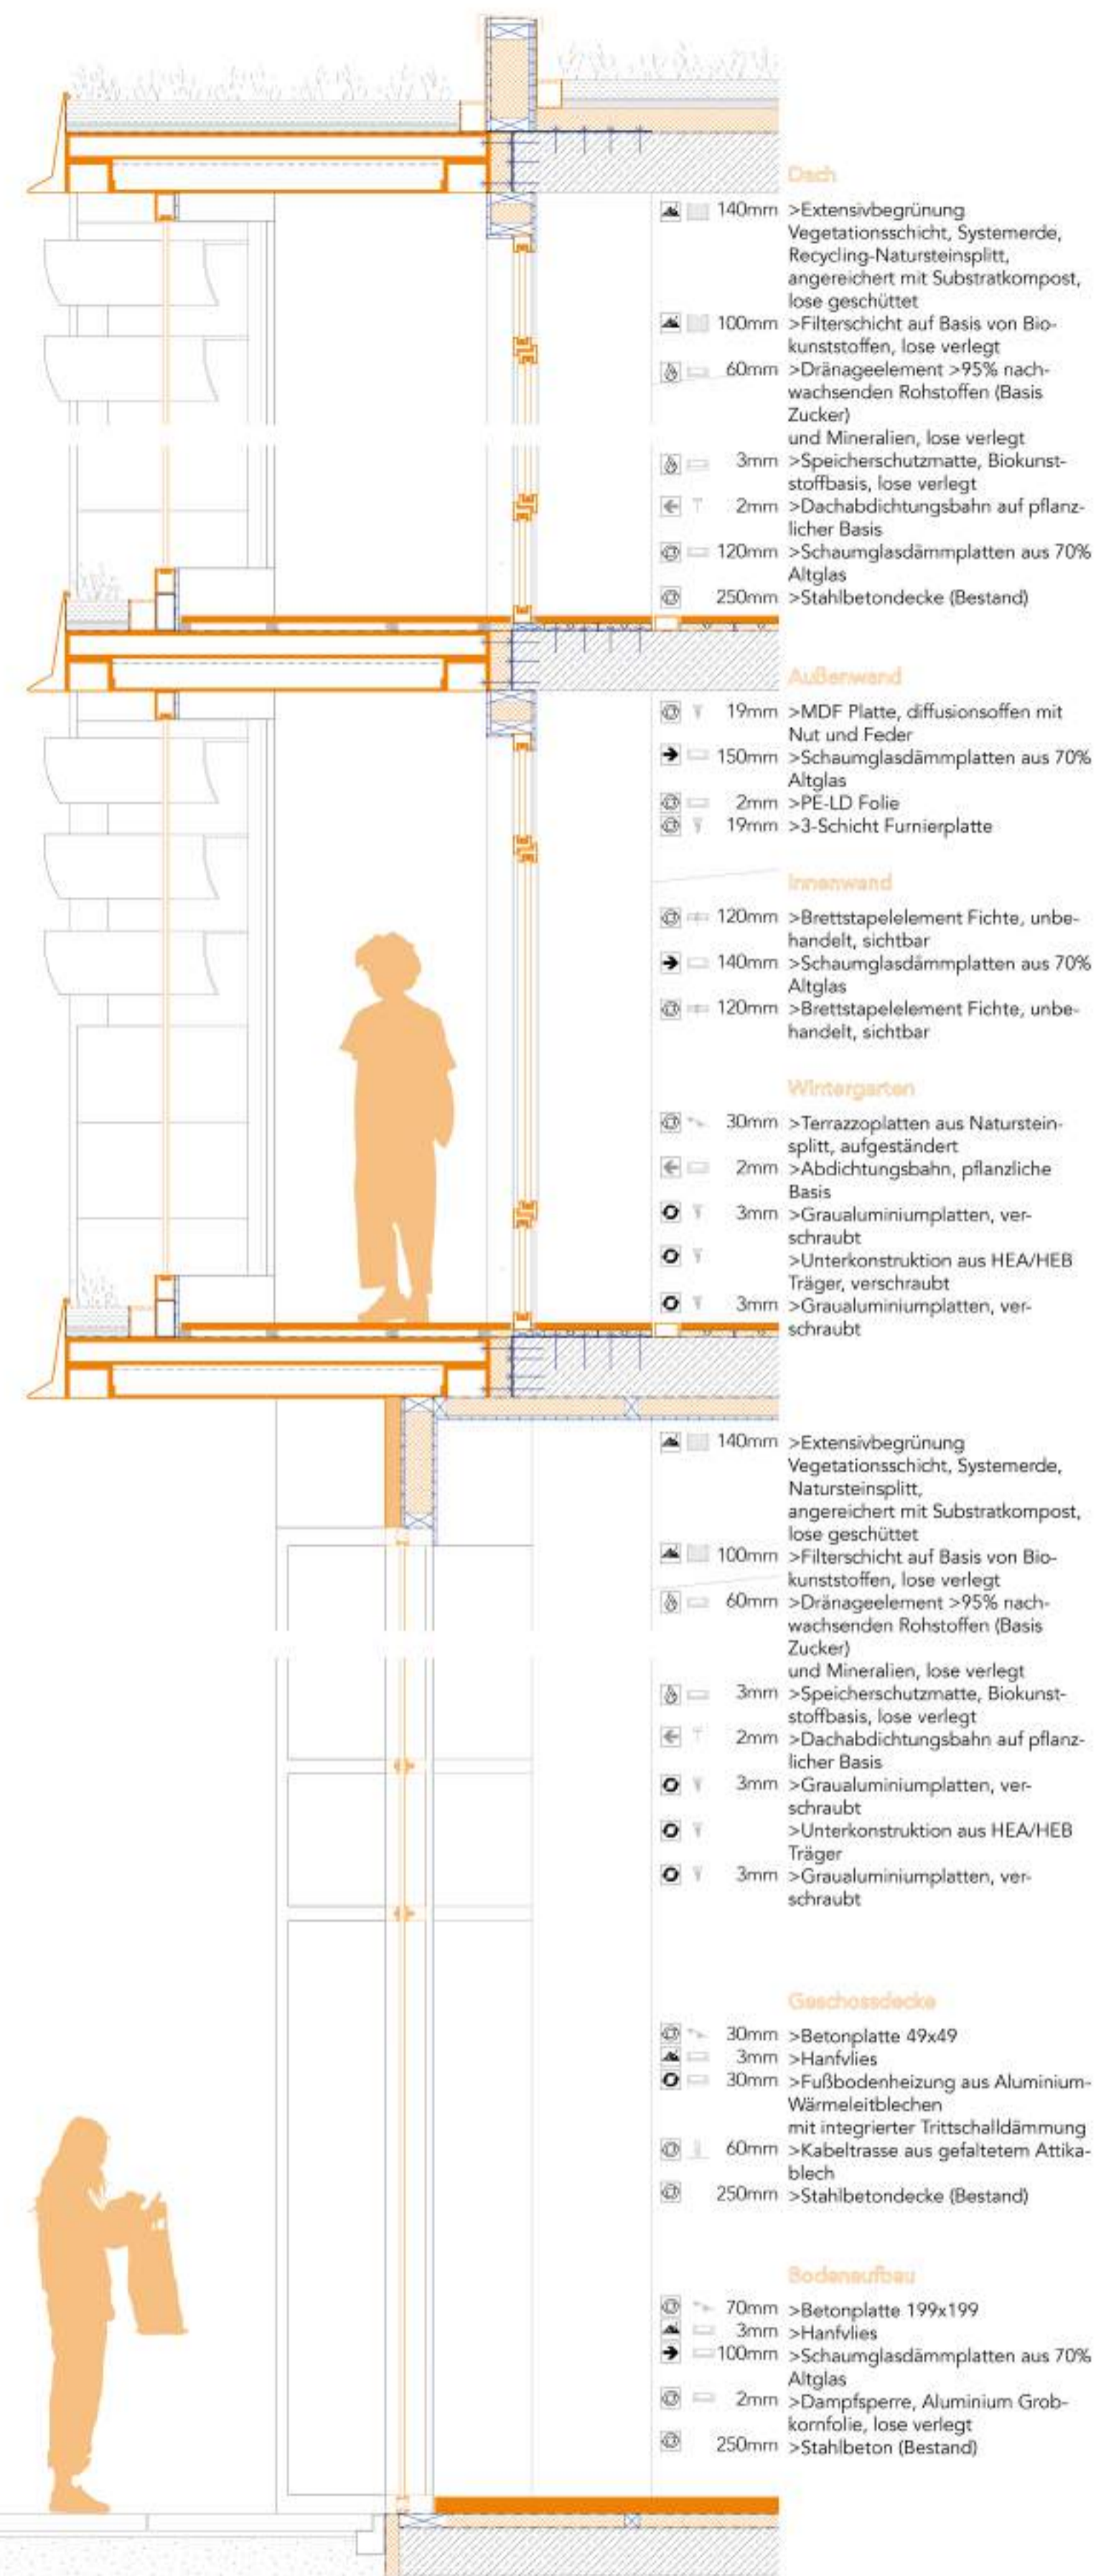 Dach
140mm >Extensivbegrünung
Vegetationsschicht, Systemerde,
Recycling-Natursteinsplitt,
angereichert mit Substratkompost,
lose geschüttet
100mm >Filterschicht auf Basis von Bio-
kunststoffen, lose verlegt
60mm >Dränageelement >95% nach-
wachsenden Rohstoffen (Basis
Zucker)
und Mineralien, lose verlegt
3mm >Speicherschutzmatte, Biokunst-
stoffbasis, lose verlegt
2mm >Dachabdichtungsbahn auf pflanz-
licher Basis
120mm >Schaumglasdämmplatten aus 70%
Altglas
250mm >Stahlbetondecke (Bestand)
Außenwand
19mm >MDF Platte, diffusionsoffen mit
Nut und Feder
150mm >Schaumglasdämmplatten aus 70%
Altglas
2mm >PE-LD Folie
19mm >3-Schicht Furnierplatte
Innenwand
120mm >Brettstapelelement Fichte, unbe-
handelt, sichtbar
140mm >Schaumglasdämmplatten aus 70%
Altglas
120mm >Brettstapelelement Fichte, unbe-
handelt, sichtbar
Wintergarten
30mm >Terrazzoplatten aus Naturstein-
splitt, aufgeständert
2mm >Abdichtungsbahn, pflanzliche
Basis
3mm >Graualuminiumplatten, ver-
schraubt
>Unterkonstruktion aus HEA/HEB
Träger, verschraubt
3mm >Graualuminiumplatten, ver-
schraubt
140mm >Extensivbegrünung
Vegetationsschicht, Systemerde,
Natursteinsplitt,
angereichert mit Substratkompost,
lose geschüttet
100mm >Filterschicht auf Basis von Bio-
kunststoffen, lose verlegt
60mm >Dränageelement >95% nach-
wachsenden Rohstoffen (Basis
Zucker)
und Mineralien, lose verlegt
3mm >Speicherschutzmatte, Biokunst-
stoffbasis, lose verlegt
2mm >Dachabdichtungsbahn auf pflanz-
licher Basis
3mm >Graualuminiumplatten, ver-
schraubt
>Unterkonstruktion aus HEA/HEB
Träger
3mm >Graualuminiumplatten, ver-
schraubt
Geschossdecke
30mm >Betonplatte 49x49
3mm >Hanfvlies
30mm >Fußbodenheizung aus Aluminium-
Wärmeleitblechen
mit integrierter Trittschalldämmung
60mm >Kabeltrasse aus gefaltetem Attika-
blech
250mm >Stahlbetondecke (Bestand)
Bodenaufbau
70mm >Betonplatte 199x199
3mm >Hanfvlies
100mm >Schaumglasdämmplatten aus 70%
Altglas
2mm >Dampfsperre, Aluminium Grob-
kornfolie, lose verlegt
250mm >Stahlbeton (Bestand)